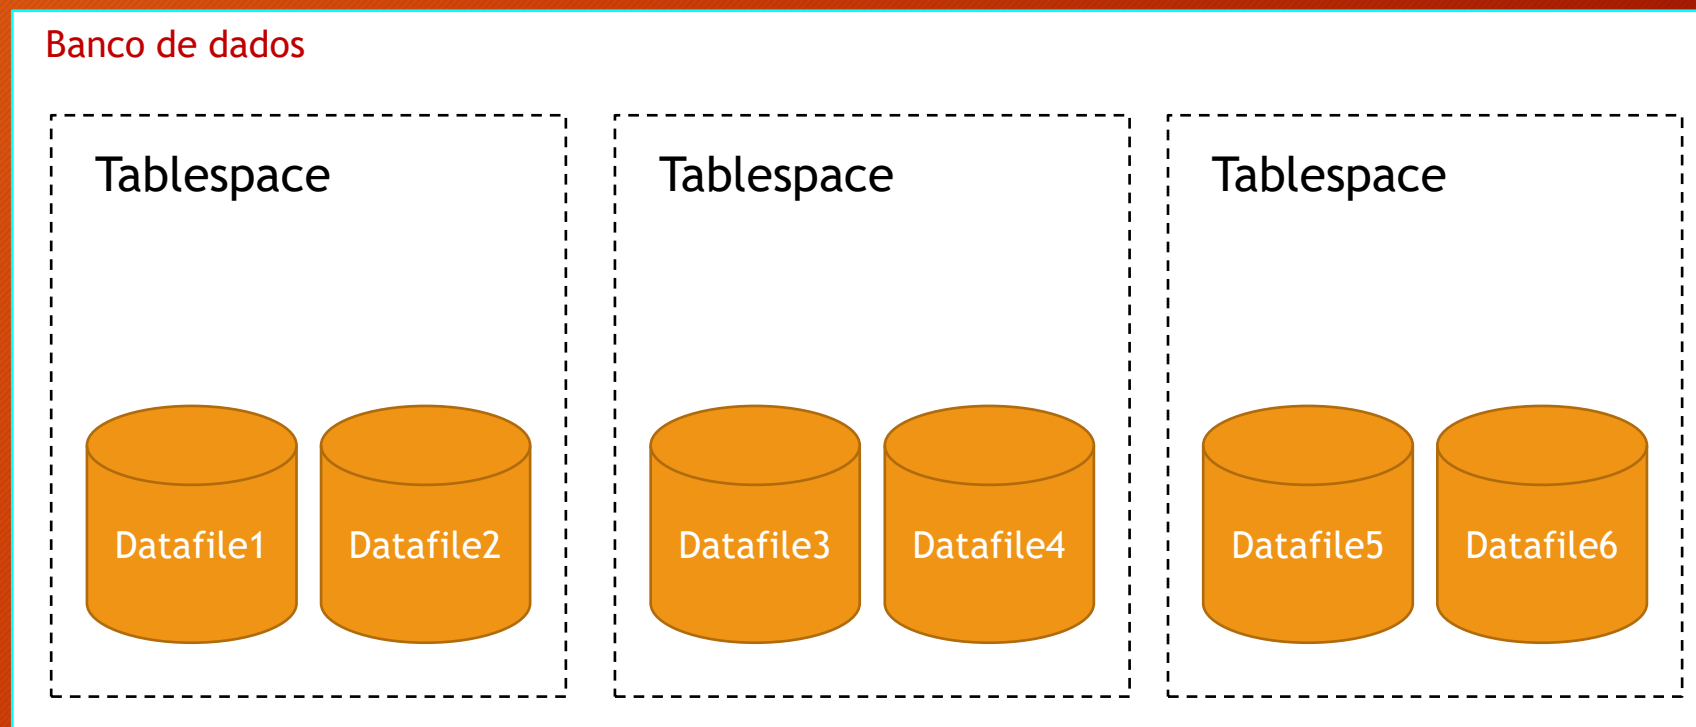 Banco de dados
Tablespace
Tablespace
Tablespace
Datafile1
Datafile2
Datafile3
Datafile4
Datafile5
Datafile6